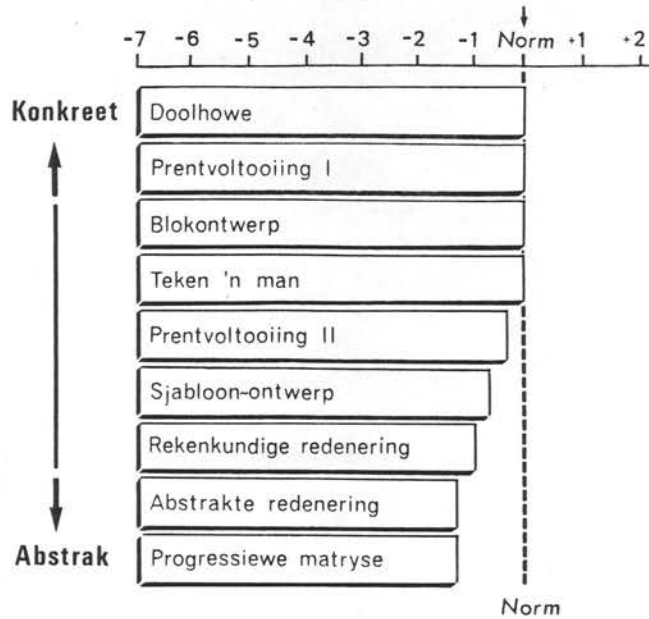 -7 -6 -5 -4 -3 -2 -1 Norm +1 +2
Konkreet
Doolhowe
Prentvoltooiing I
Blokontwerp
Teken 'n man
Prentvoltooiing II
Sjabloon-ontwerp
Rekenkundige redenering
Abstrakte redenering
Abstrak
Progressiewe matryse
Norm